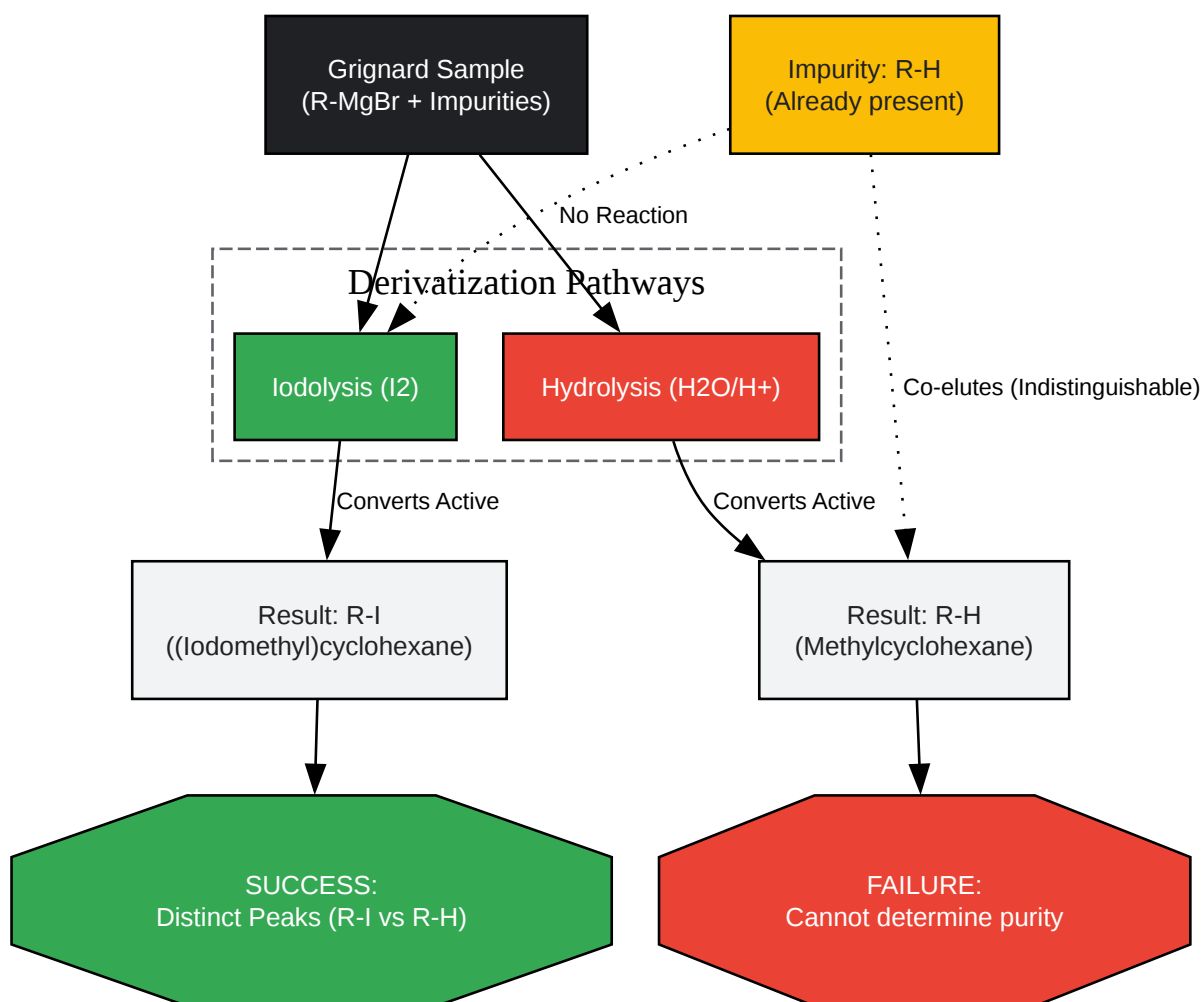 Grignard Sample
(R-MgBr + Impurities)
Impurity: R-H
(Already present)
No Reaction
Derivatization Pathways
Iodolysis (I2)
Hydrolysis (H2O/H+)
Co-elutes (Indistinguishable)
Converts Active
Converts Active
Result: R-I
((Iodomethyl)cyclohexane)
Result: R-H
(Methylcyclohexane)
SUCCESS:
Distinct Peaks (R-I vs R-H)
FAILURE:
Cannot determine purity